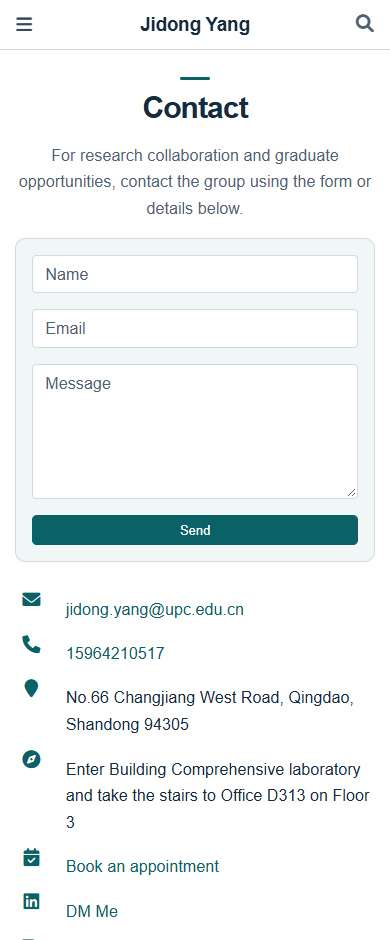 Jidong Yang
Contact
For research collaboration and graduate
opportunities, contact the group using the form or
details below.
Name
Email
Message
Send
jidong.yang@upc.edu.cn
15964210517
No.66 Changjiang West Road, Qingdao,
Shandong 94305
Enter Building Comprehensive laboratory
and take the stairs to Office D313 on Floor
3
Book an appointment
DM Me